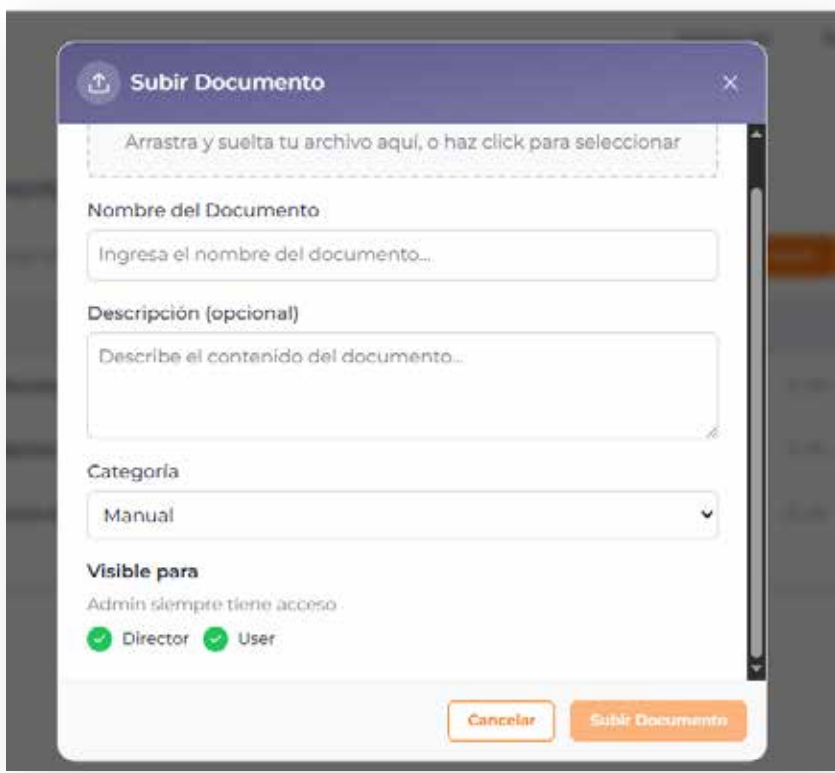 Subir Documento
Arrastra y suelta tu archivo aquí, o haz click para seleccionar
Nombre del Documento
Ingresa el nombre del documento...
Descripción (opcional)
Describe el contenido del documento...
Categoría
Manual
Visible para
Admin siempre tiene acceso
Director User
Cancelar Subir Documento